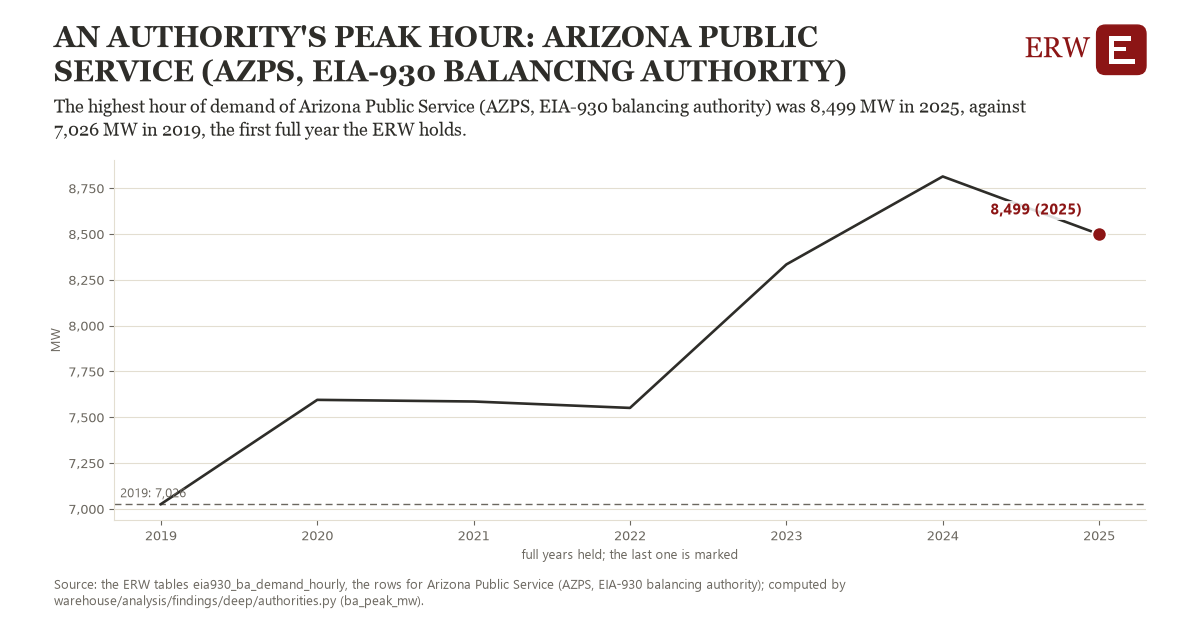 AN AUTHORITY'S PEAK HOUR: ARIZONA PUBLIC
SERVICE (AZPS, EIA-930 BALANCING AUTHORITY)
ERW E
The highest hour of demand of Arizona Public Service (AZPS, EIA-930 balancing authority) was 8,499 MW in 2025, against
7,026 MW in 2019, the first full year the ERW holds.
8,750
8,500
8,250
8,000
7,750
7,500
7,250
7,000
MW
8,499 (2025)
2019: 7,026
2019 2020 2021 2022 2023 2024 2025
full years held; the last one is marked
Source: the ERW tables eia930_ba_demand_hourly, the rows for Arizona Public Service (AZPS, EIA-930 balancing authority); computed by
warehouse/analysis/findings/deep/authorities.py (ba_peak_mw).